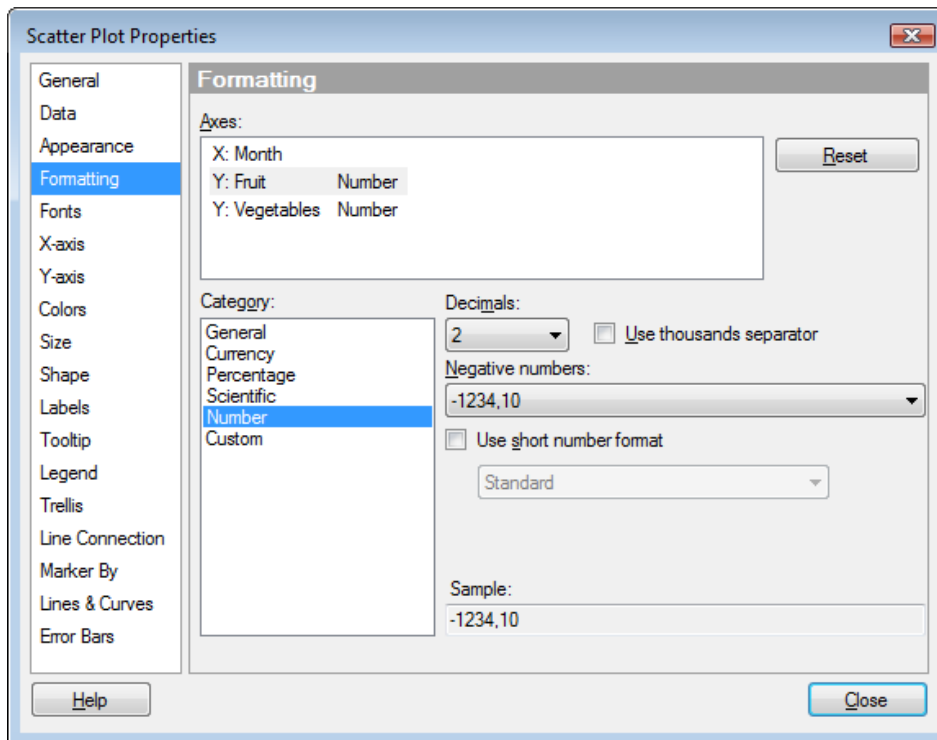 Scatter Plot Properties
General
Data
Appearance
Formatting
Fonts
X-axis
Y-axis
Colors
Size
Shape
Labels
Tooltip
Legend
Trellis
Line Connection
Marker By
Lines & Curves
Error Bars
Formatting
Axes:
X: Month
Y: Fruit Number
Y: Vegetables Number
Reset
Category:
General
Currency
Percentage
Scientific
Number
Custom
Decimals:
2 Use thousands separator
Negative numbers:
-1234,10
Use short number format
Standard
Sample:
-1234,10
Help
Close